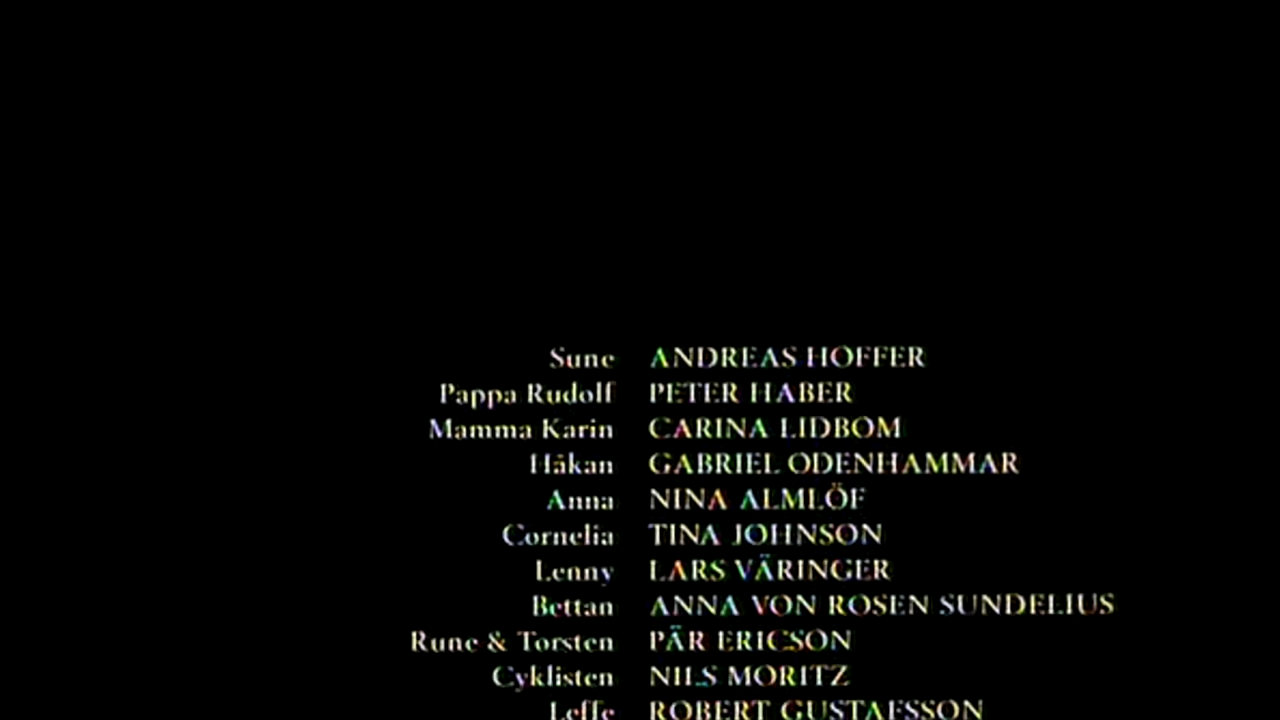 Sune ANDREAS HOFFER
Pappa Rudolf PETER HABER
Mamma Karin CARINA LIDBOM
Håkan GABRIEL ODENHAMMAR
Anna NINA ALMLÖF
Cornelia TINA JOHNSON
Lenny LARS VÄRINGER
Bettan ANNA VON ROSEN SUNDELIUS
Rune & Torsten PÄR ERICSON
Cyklisten NILS MORITZ
Leffe ROBERT GUSTAFSSON